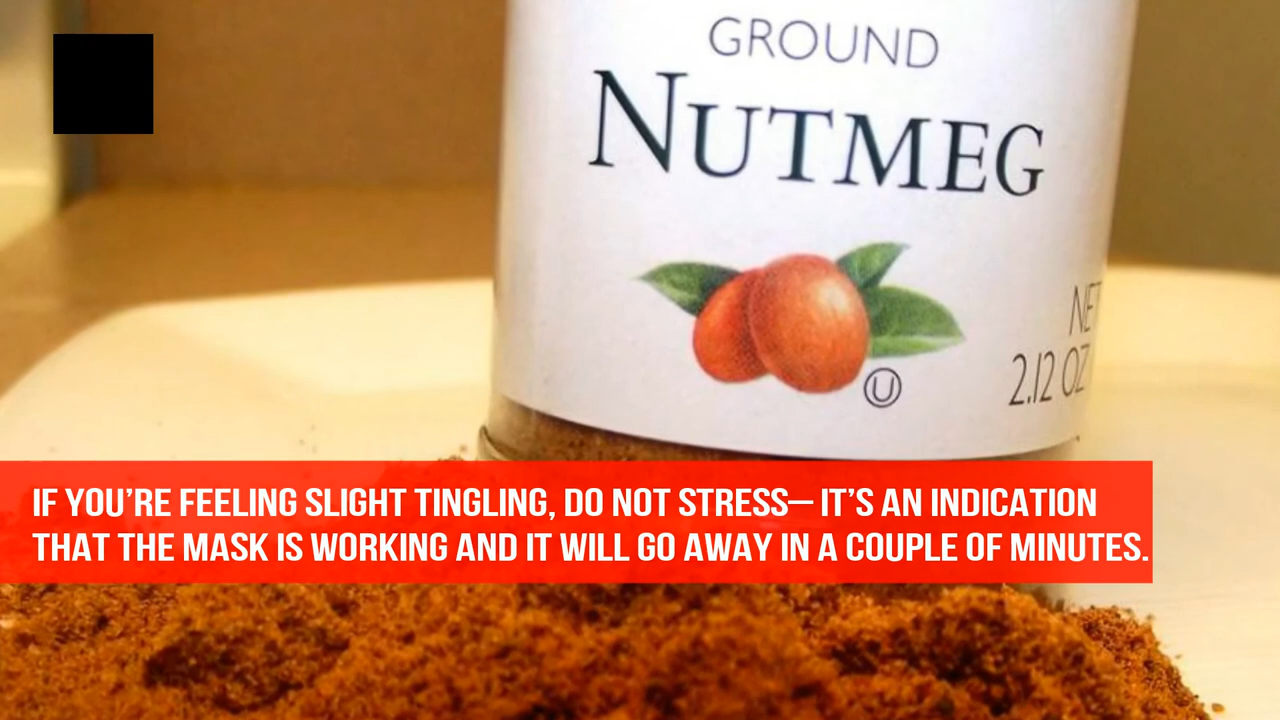 GROUND
NUTMEG
NET
2.12 OZ
Ⓤ
IF YOU’RE FEELING SLIGHT TINGLING, DO NOT STRESS— IT’S AN INDICATION
THAT THE MASK IS WORKING AND IT WILL GO AWAY IN A COUPLE OF MINUTES.